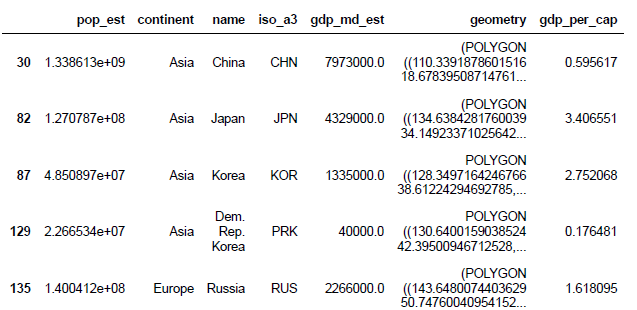 pop_est continent name iso_a3 gdp_md_est geometry gdp_per_cap
(POLYGON
30 1.338613e+09 Asia China CHN 7973000.0 ((110.3391878601516 0.595617
18.67839508714761...
(POLYGON
82 1.270787e+08 Asia Japan JPN 4329000.0 ((134.6384281760039 3.406551
34.14923371025642...
POLYGON
87 4.850897e+07 Asia Korea KOR 1335000.0 ((128.3497164246766 2.752068
38.61224294692785,...
Dem. POLYGON
129 2.266534e+07 Asia Rep. PRK 40000.0 ((130.6400159038524 0.176481
Korea 42.39500946712528,...
(POLYGON
135 1.400412e+08 Europe Russia RUS 2266000.0 ((143.6480074403629 1.618095
50.74760040954152...